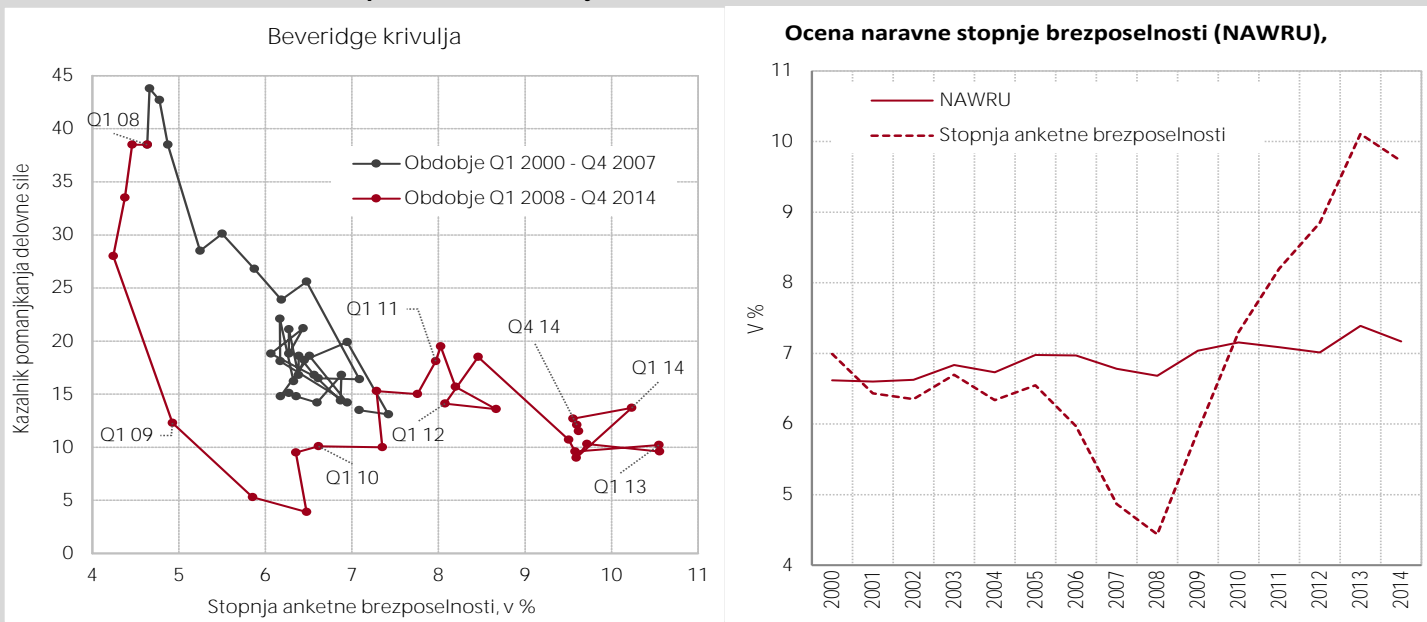 Beveridge krivulja
45
40
35
30
25
20
15
10
5
0
Kazalnik pomanjkanja delovne sile
Q1 08
Obdobje Q1 2000 - Q4 2007
Obdobje Q1 2008 - Q4 2014
Q1 11
Q4 14
Q1 14
Q1 12
Q1 09
Q1 10
Q1 13
4 5 6 7 8 9 10 11
Stopnja anketne brezposelnosti, v %
Ocena naravne stopnje brezposelnosti (NAWRU),
11
10
9
8
7
6
5
4
V %
NAWRU
Stopnja anketne brezposelnosti
2000 2001 2002 2003 2004 2005 2006 2007 2008 2009 2010 2011 2012 2013 2014